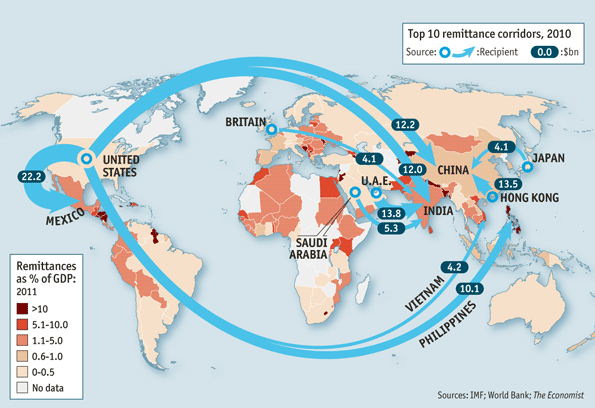 Top 10 remittance corridors, 2010
Source: :Recipient 0.0 :$bn
BRITAIN
12.2
4.1
4.1
JAPAN
UNITED
STATES
22.2
12.0
CHINA
U.A.E.
13.5
HONG KONG
MEXICO
13.8
INDIA
SAUDI
ARABIA
5.3
4.2
VIETNAM
10.1
PHILIPPINES
Remittances
as % of GDP:
2011
>10
5.1-10.0
1.1-5.0
0.6-1.0
0-0.5
No data
Sources: IMF; World Bank; The Economist